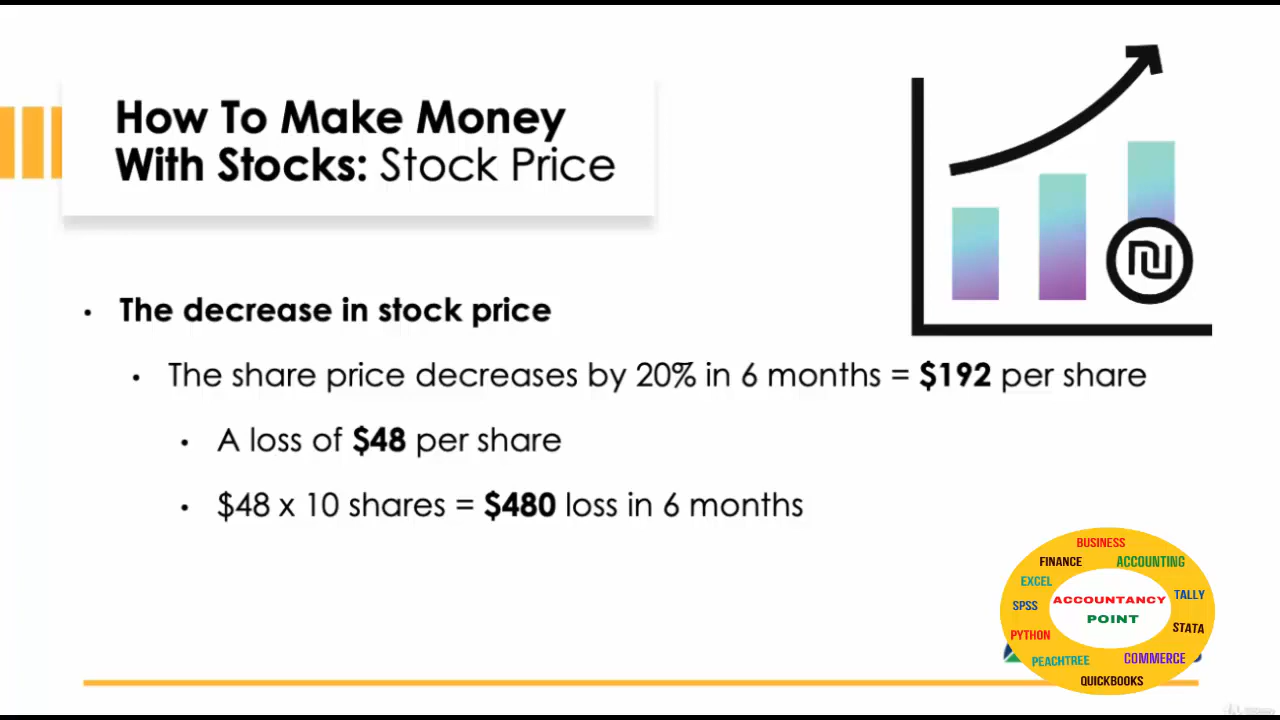 How To Make Money
With Stocks: Stock Price
₪
• The decrease in stock price
• The share price decreases by 20% in 6 months = $192 per share
• A loss of $48 per share
• $48 x 10 shares = $480 loss in 6 months
BUSINESS
FINANCE ACCOUNTING
EXCEL TALLY
SPSS ACCOUNTANCY
POINT
PYTHON STATA
PEACHTREE COMMERCE
QUICKBOOKS